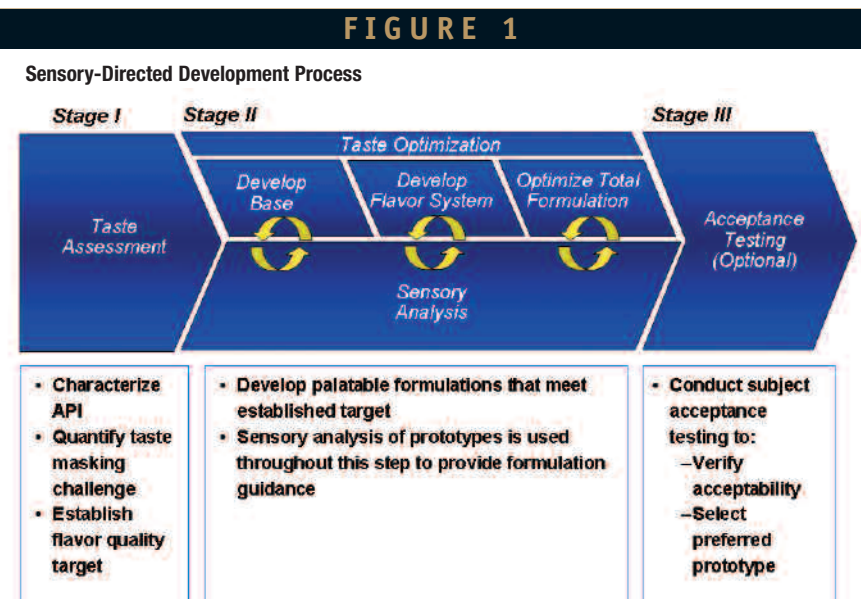 FIGURE 1
Sensory-Directed Development Process
Stage I
Stage II
Stage III
Taste Optimization
Develop
Base
Develop
Flavor System
Optimize Total
Formulation
Taste
Assessment
Sensory
Analysis
Acceptance
Testing
(Optional)
• Characterize
API
• Quantify taste
masking
challenge
• Establish
flavor quality
target
• Develop palatable formulations that meet
established target
• Sensory analysis of prototypes is used
throughout this step to provide formulation
guidance
• Conduct subject
acceptance
testing to:
–Verify
acceptability
–Select
preferred
prototype